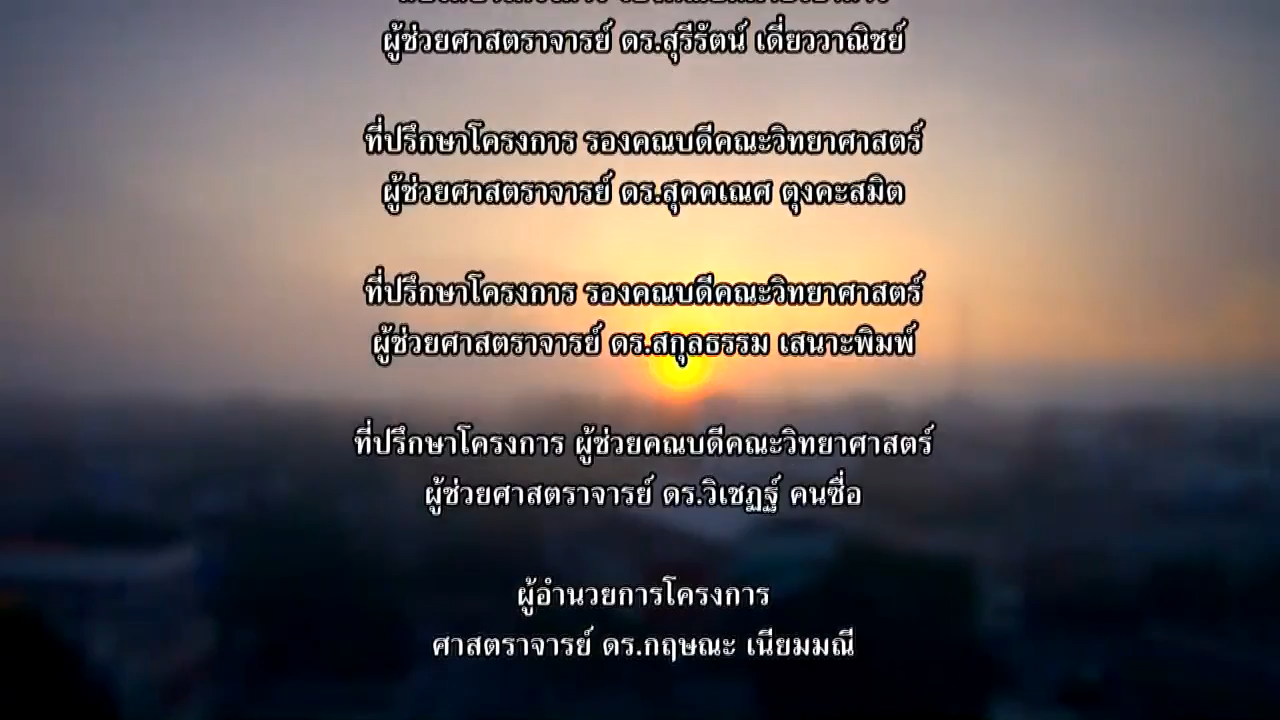 ผู้ช่วยศาสตราจารย์ ดร.สุรีรัตน์ เดี่ยววาณิชย์
ที่ปรึกษาโครงการ รองคณบดีคณะวิทยาศาสตร์
ผู้ช่วยศาสตราจารย์ ดร.สุคคเณศ ตุงคะสมิต
ที่ปรึกษาโครงการ รองคณบดีคณะวิทยาศาสตร์
ผู้ช่วยศาสตราจารย์ ดร.สกุลธรรม เสนาะพิมพ์
ที่ปรึกษาโครงการ ผู้ช่วยคณบดีคณะวิทยาศาสตร์
ผู้ช่วยศาสตราจารย์ ดร.วิเชฏฐ์ คนซื่อ
ผู้อำนวยการโครงการ
ศาสตราจารย์ ดร.กฤษณะ เนียมมณี